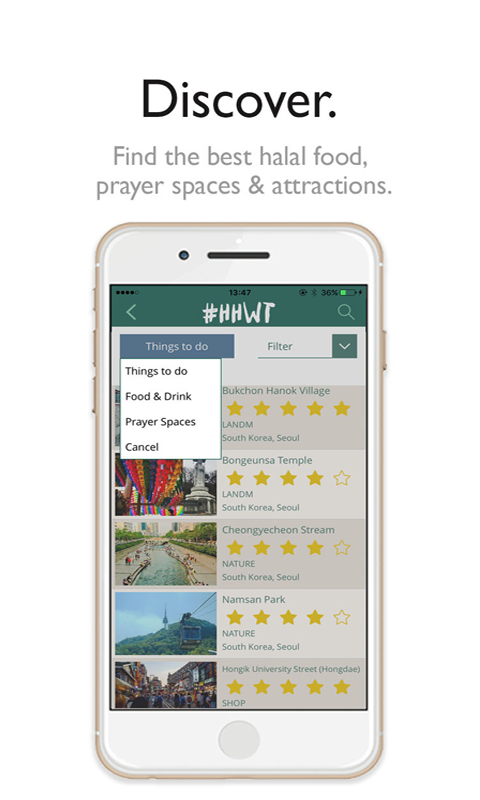 Discover.
Find the best halal food,
prayer spaces & attractions.
13:47
36%
#HHWT
Things to do
Filter
Things to do
Food & Drink
Prayer Spaces
Cancel
Bukchon Hanok Village
LANDM
South Korea, Seoul
Bongeunsa Temple
LANDM
South Korea, Seoul
Cheongyecheon Stream
NATURE
South Korea, Seoul
Namsan Park
NATURE
South Korea, Seoul
Hongik University Street (Hongdae)
SHOP